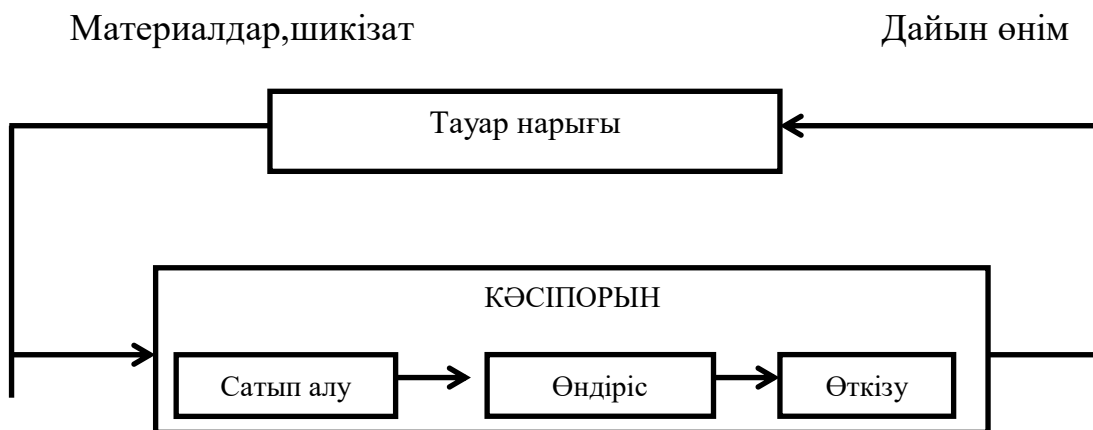 Материалдар,шикізат
Дайын өнім
Тауар нарығы
КӘСІПОРЫН
Сатып алу
Өндіріс
Өткізу